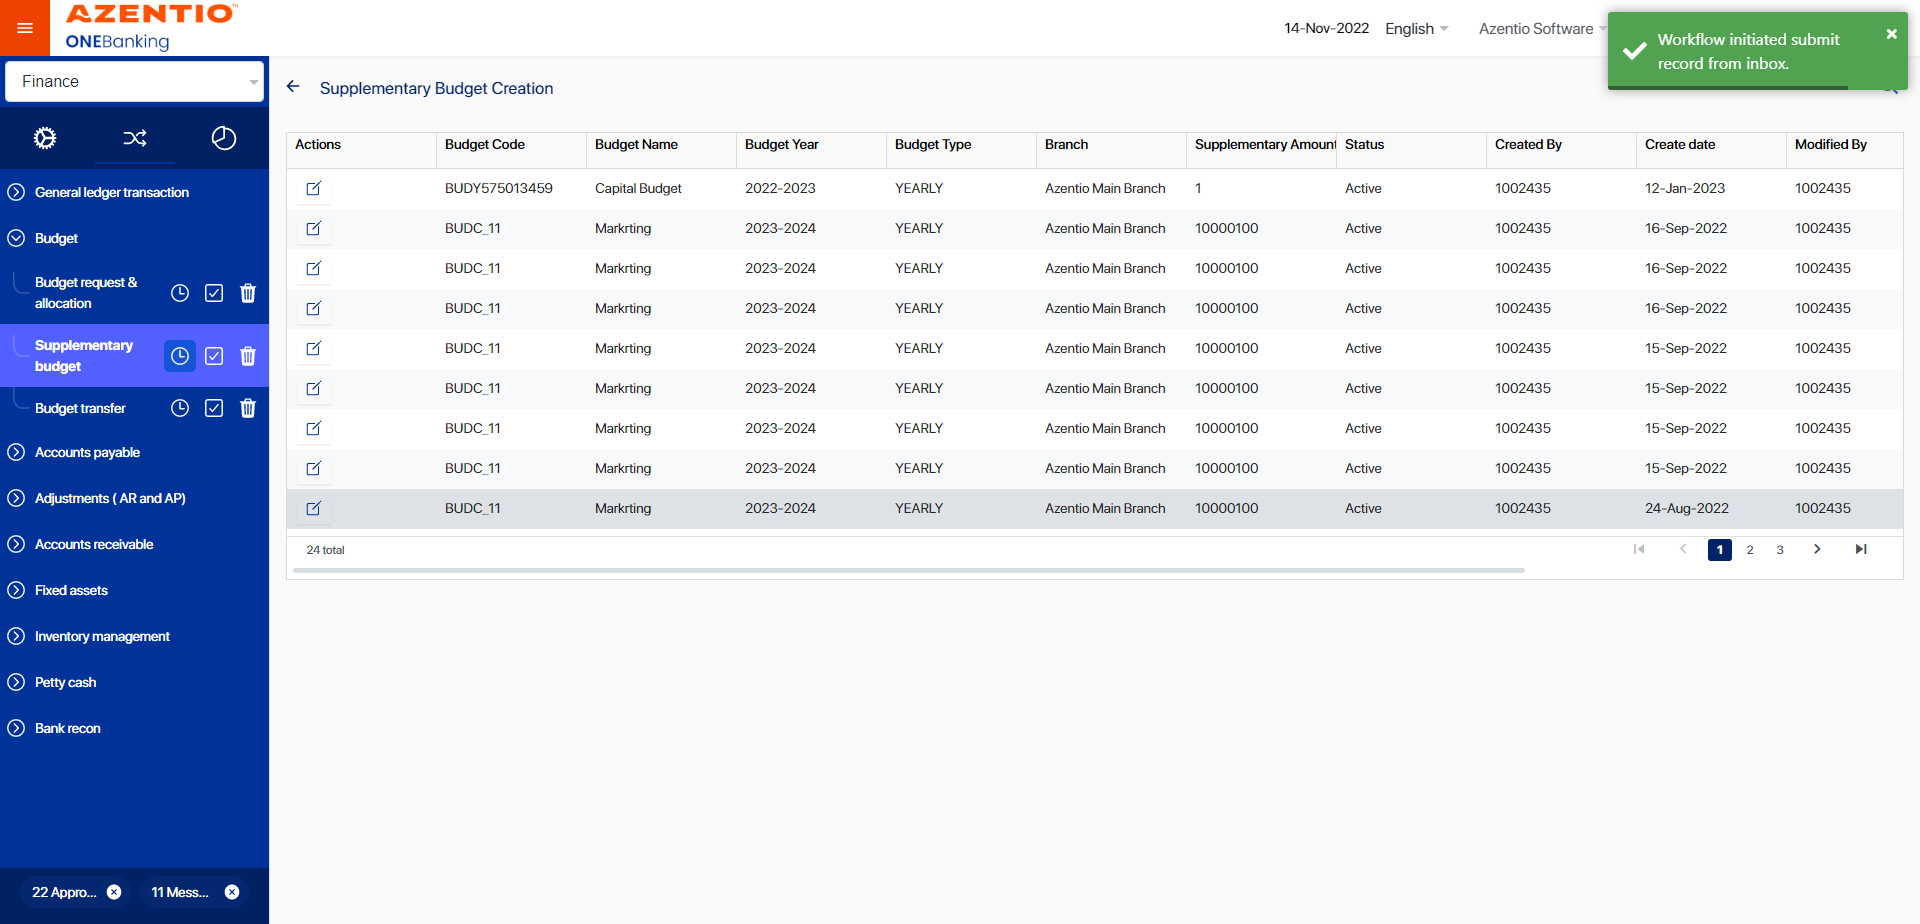 AZENTIO™
ONEBanking
14-Nov-2022
English
Azentio Software
Workflow initiated submit
record from inbox.
Finance
General ledger transaction
Budget
Budget request &
allocation
Supplementary
budget
Budget transfer
Accounts payable
Adjustments ( AR and AP)
Accounts receivable
Fixed assets
Inventory management
Petty cash
Bank recon
22 Appro...
11 Mess...
Supplementary Budget Creation
Actions Budget Code Budget Name Budget Year Budget Type Branch Supplementary Amount Status Created By Create date Modified By
BUDY575013459 Capital Budget 2022-2023 YEARLY Azentio Main Branch 1 Active 1002435 12-Jan-2023 1002435
BUDC_11 Markrting 2023-2024 YEARLY Azentio Main Branch 10000100 Active 1002435 16-Sep-2022 1002435
BUDC_11 Markrting 2023-2024 YEARLY Azentio Main Branch 10000100 Active 1002435 16-Sep-2022 1002435
BUDC_11 Markrting 2023-2024 YEARLY Azentio Main Branch 10000100 Active 1002435 16-Sep-2022 1002435
BUDC_11 Markrting 2023-2024 YEARLY Azentio Main Branch 10000100 Active 1002435 15-Sep-2022 1002435
BUDC_11 Markrting 2023-2024 YEARLY Azentio Main Branch 10000100 Active 1002435 15-Sep-2022 1002435
BUDC_11 Markrting 2023-2024 YEARLY Azentio Main Branch 10000100 Active 1002435 15-Sep-2022 1002435
BUDC_11 Markrting 2023-2024 YEARLY Azentio Main Branch 10000100 Active 1002435 15-Sep-2022 1002435
BUDC_11 Markrting 2023-2024 YEARLY Azentio Main Branch 10000100 Active 1002435 24-Aug-2022 1002435
24 total
1 2 3